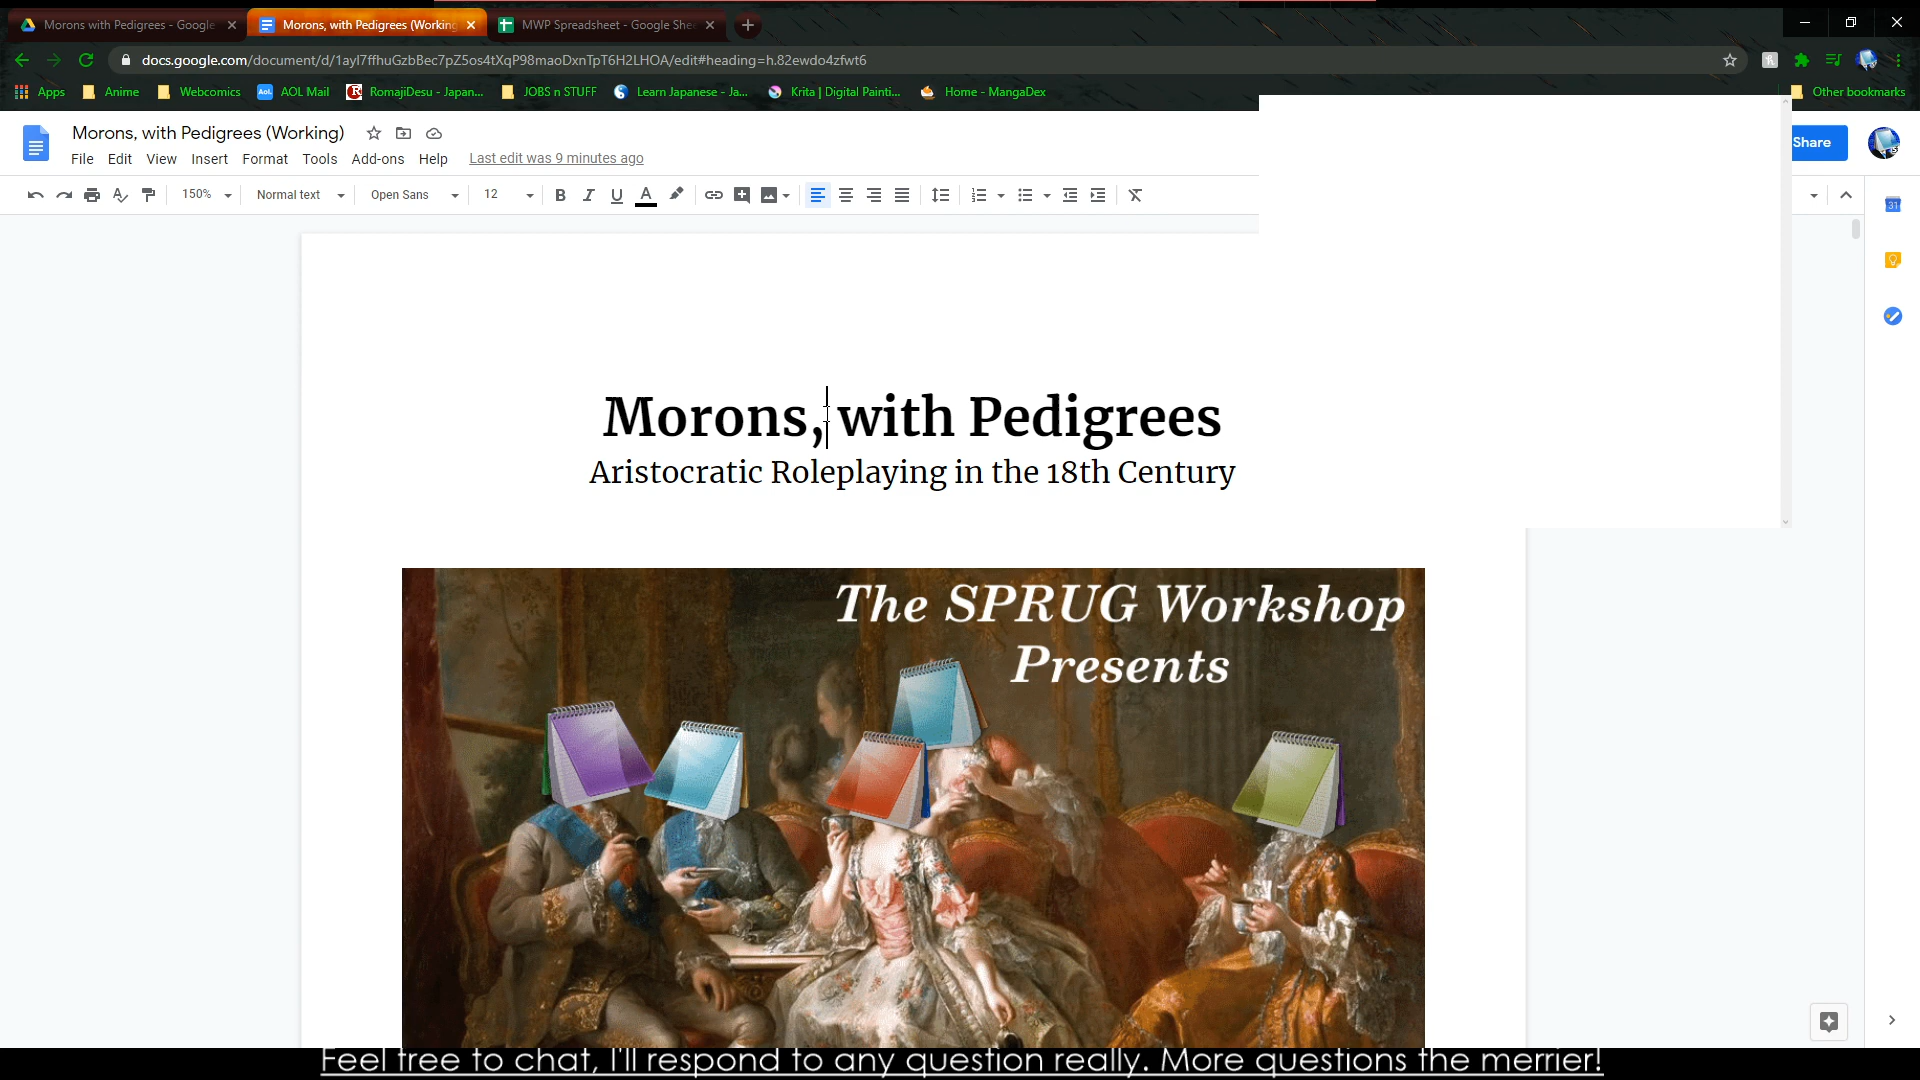 Morons with Pedigrees - Google
Morons, with Pedigrees (Working
MWP Spreadsheet - Google She
docs.google.com/document/d/1ayl7ffhuGzbBec7pZ5os4tXqP98maoDxnTpT6H2LHOA/edit#heading=h.82ewdo4zfwt6
Apps Anime Webcomics Aol. AOL Mail RomajiDesu - Japan... JOBS n STUFF Learn Japanese - Ja... Krita | Digital Painti... Home - MangaDex Other bookmarks
Morons, with Pedigrees (Working)
Share
File Edit View Insert Format Tools Add-ons Help Last edit was 9 minutes ago
150% Normal text Open Sans 12 B I U A
31
Morons, with Pedigrees
Aristocratic Roleplaying in the 18th Century
The SPRUG Workshop
Presents
Feel free to chat, I'll respond to any question really. More questions the merrier!